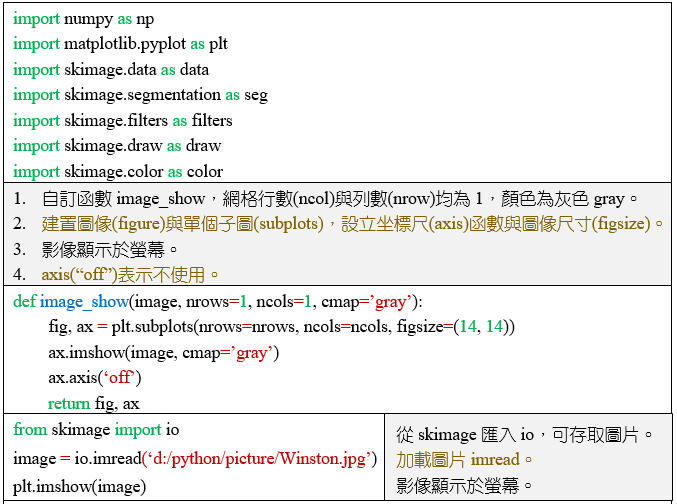 import numpy as np
import matplotlib.pyplot as plt
import skimage.data as data
import skimage.segmentation as seg
import skimage.filters as filters
import skimage.draw as draw
import skimage.color as color
1. 自訂函數 image_show，網格行數(ncol)與列數(nrow)均為 1，顏色為灰色 gray。
2. 建置圖像(figure)與單個子圖(subplots)，設立坐標尺(axis)函數與圖像尺寸(figsize)。
3. 影像顯示於螢幕。
4. axis(“off”)表示不使用。
def image_show(image, nrows=1, ncols=1, cmap=’gray’):
fig, ax = plt.subplots(nrows=nrows, ncols=ncols, figsize=(14, 14))
ax.imshow(image, cmap=’gray’)
ax.axis(‘off’)
return fig, ax
from skimage import io
image = io.imread(‘d:/python/picture/Winston.jpg’)
plt.imshow(image)
從 skimage 匯入 io，可存取圖片。
加載圖片 imread。
影像顯示於螢幕。